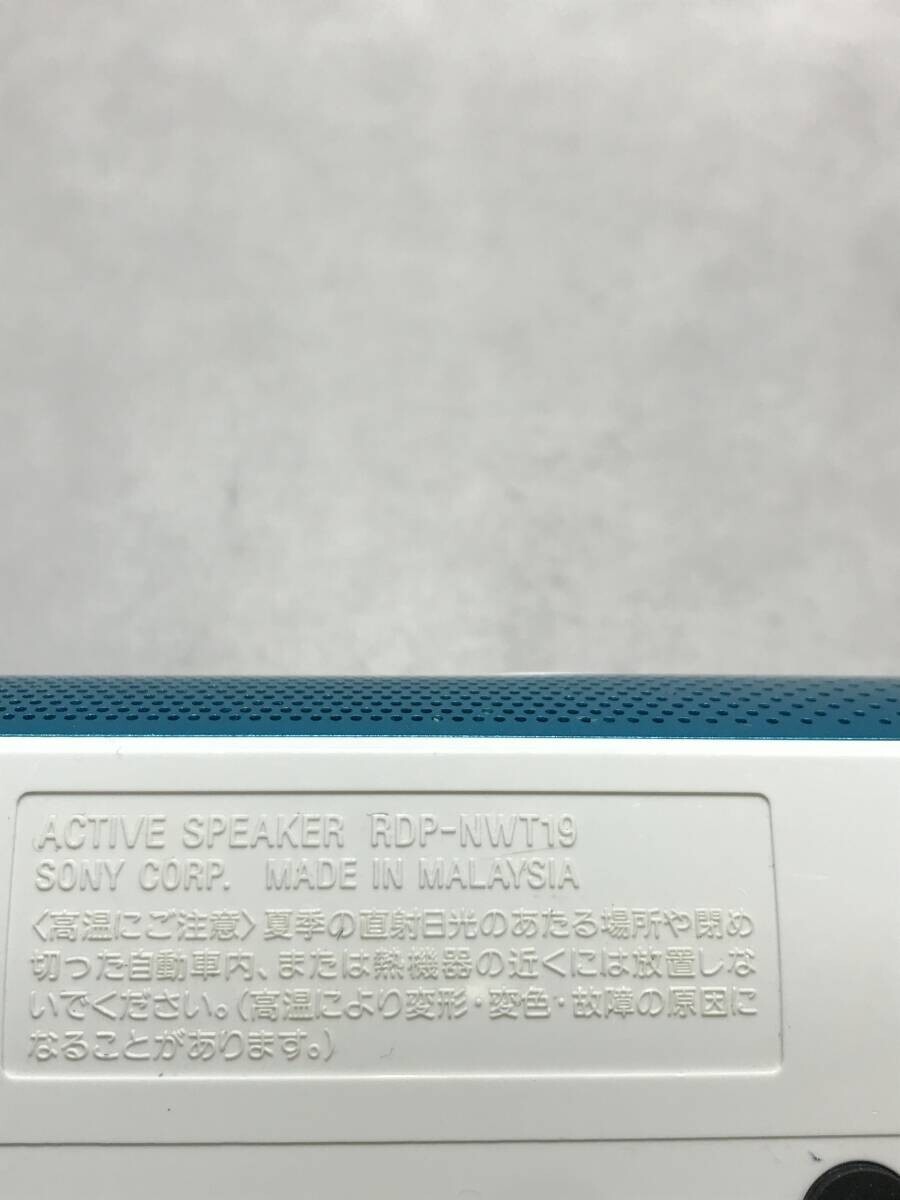 ACTIVE SPEAKER RDP-NWT19
SONY CORP. MADE IN MALAYSIA
〈高温にご注意〉夏季の直射日光のあたる場所や閉め
切った自動車内、または熱機器の近くには放置しな
いでください。(高温により変形・変色・故障の原因に
なることがあります。)